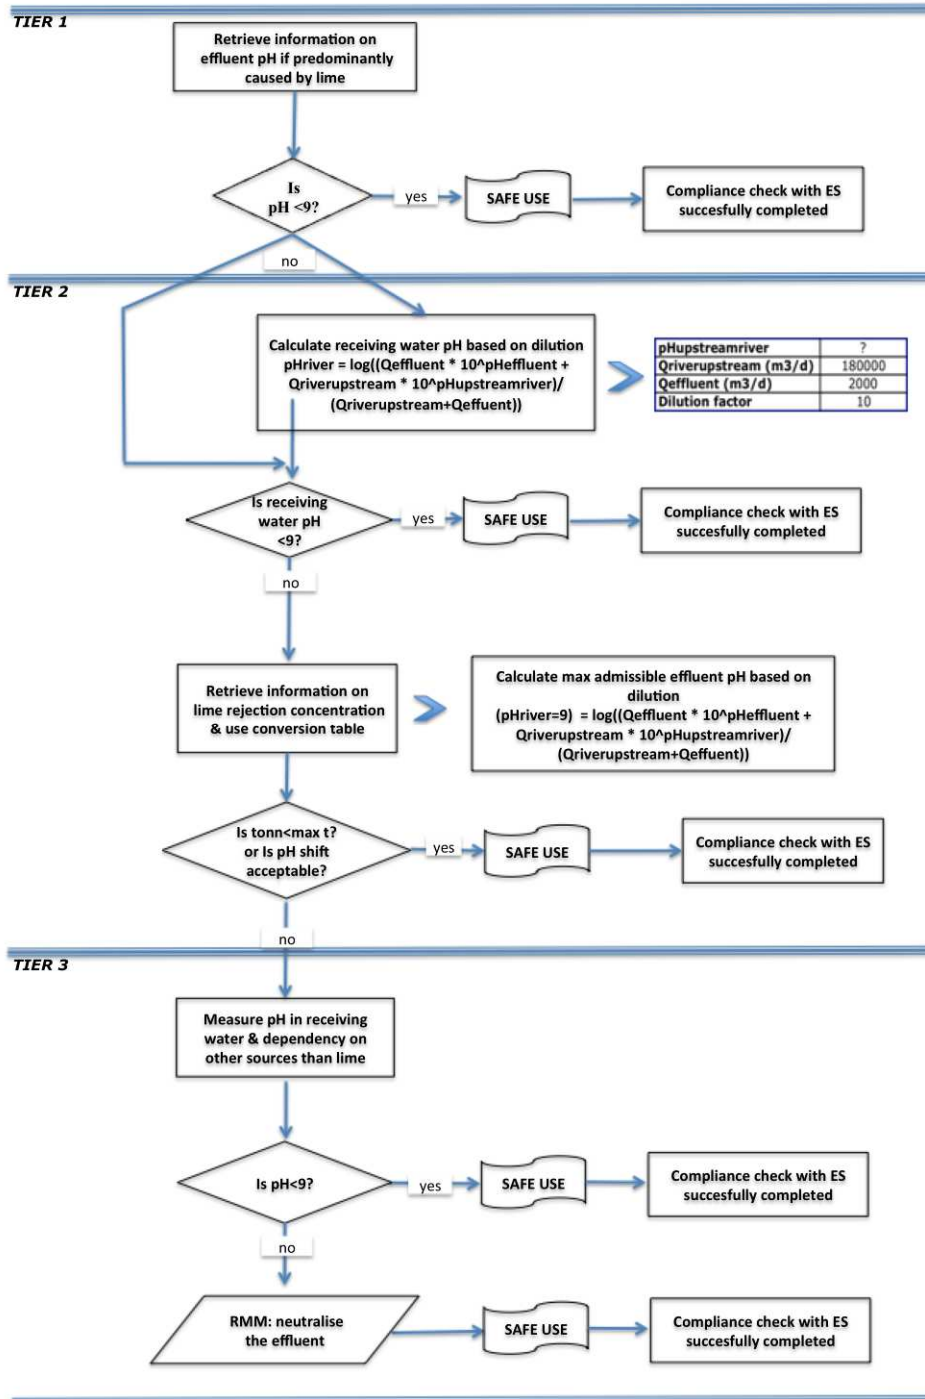 TIER 1
Retrieve information on
effluent pH if predominantly
caused by lime
Is
pH <9?
yes
SAFE USE
Compliance check with ES
succesfully completed
no
TIER 2
Calculate receiving water pH based on dilution
pHriver = log((Qeffluent * 10^pHeffluent +
Qriverupstream * 10^pHupstreamriver)/
(Qriverupstream+Qeffuent))
pHupstreamriver ?
Qriverupstream (m3/d) 180000
Qeffluent (m3/d) 2000
Dilution factor 10
Is receiving
water pH
<9?
yes
SAFE USE
Compliance check with ES
succesfully completed
no
Retrieve information on
lime rejection concentration
& use conversion table
Calculate max admissible effluent pH based on
dilution
(pHriver=9) = log((Qeffluent * 10^pHeffluent +
Qriverupstream * 10^pHupstreamriver)/
(Qriverupstream+Qeffuent))
Is tonn<max t?
or Is pH shift
acceptable?
yes
SAFE USE
Compliance check with ES
succesfully completed
no
TIER 3
Measure pH in receiving
water & dependency on
other sources than lime
Is pH<9?
yes
SAFE USE
Compliance check with ES
succesfully completed
no
RMM: neutralise
the effluent
SAFE USE
Compliance check with ES
succesfully completed